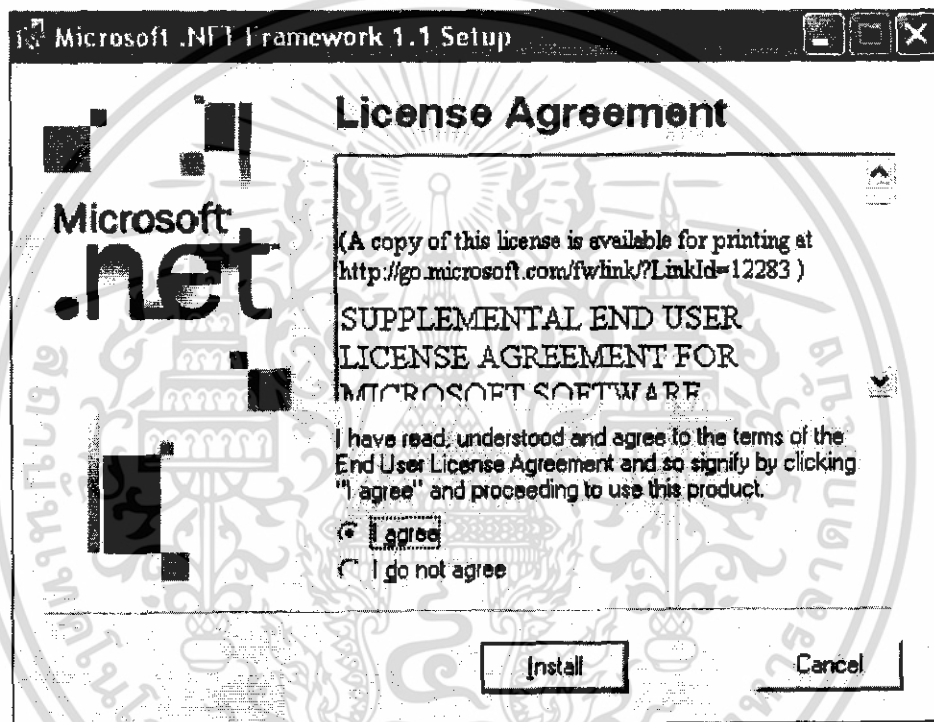 Microsoft .NET Framework 1.1 Setup
License Agreement
Microsoft
.net
(A copy of this license is available for printing at
http://go.microsoft.com/fwlink/?LinkId=12283 )
SUPPLEMENTAL END USER
LICENSE AGREEMENT FOR
MICROSOFT SOFTWARE
I have read, understood and agree to the terms of the
End User License Agreement and so signify by clicking
"I agree" and proceeding to use this product.
I agree
I do not agree
Install
Cancel